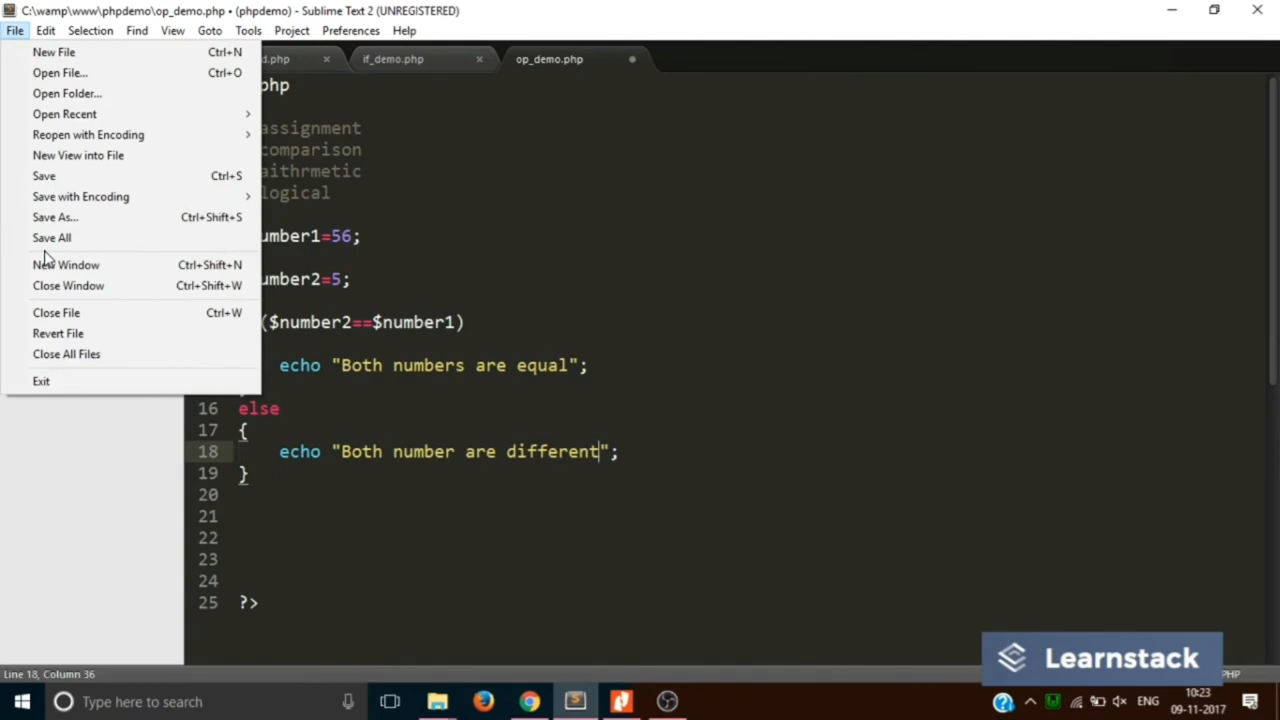 C:\wamp\www\phpdemo\op_demo.php • (phpdemo) - Sublime Text 2 (UNREGISTERED)
File Edit Selection Find View Goto Tools Project Preferences Help
New File Ctrl+N
Open File... Ctrl+O
Open Folder...
Open Recent
Reopen with Encoding
New View into File
Save Ctrl+S
Save with Encoding
Save As... Ctrl+Shift+S
Save All
New Window Ctrl+Shift+N
Close Window Ctrl+Shift+W
Close File Ctrl+W
Revert File
Close All Files
Exit
d.php if_demo.php op_demo.php
hp
assignment
comparison
aithrmetic
logical
umber1=56;
umber2=5;
($number2==$number1)
echo "Both numbers are equal";
16 else
17 {
18 echo "Both number are different";
19 }
20
21
22
23
24
25 ?>
Learnstack
Line 18, Column 36
PHP
Type here to search
ENG
10:23
09-11-2017